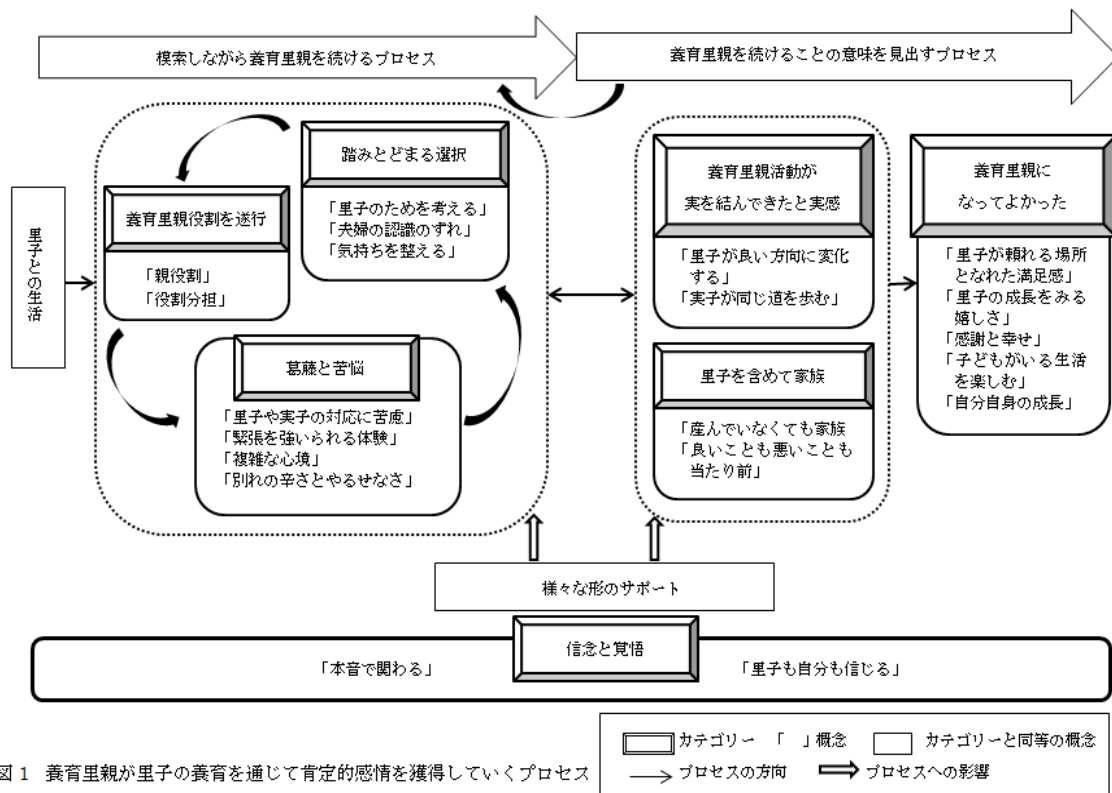 模索しながら養育里親を続けるプロセス
養育里親を続けることの意味を見出すプロセス
里子との生活
養育里親役割を遂行
「親役割」
「役割分担」
踏みとどまる選択
「里子のためを考える」
「夫婦の認識のずれ」
「気持ちを整える」
葛藤と苦悩
「里子や実子の対応に苦慮」
「緊張を強いられる体験」
「複雑な心境」
「別れの辛さとやるせなさ」
養育里親活動が
実を結んできたと実感
「里子が良い方向に変化
する」
「実子が同じ道を歩む」
里子を含めて家族
「産んでいなくても家族
「良いことも悪いことも
当たり前」
養育里親に
なってよかった
「里子が頼れる場所
となれた満足感」
「里子の成長をみる
嬉しさ」
「感謝と幸せ」
「子どもがいる生活
を楽しむ」
「自分自身の成長」
様々な形のサポート
信念と覚悟
「本音で関わる」
「里子も自分も信じる」
カテゴリー 「 」概念 カテゴリーと同等の概念
プロセスの方向 プロセスへの影響
図 1 養育里親が里子の養育を通じて肯定的感情を獲得していくプロセス